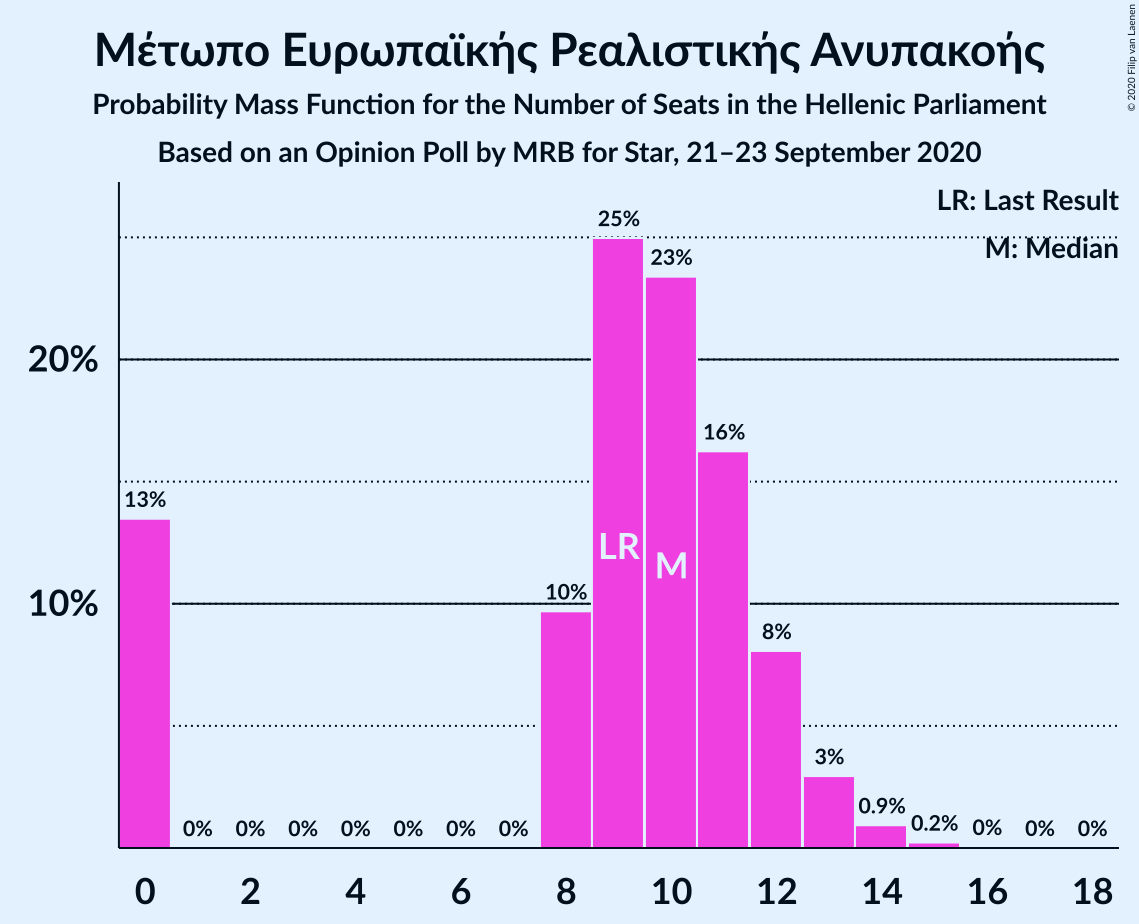 Μέτωπο Ευρωπαϊκής Ρεαλιστικής Ανυπακοής
Probability Mass Function for the Number of Seats in the Hellenic Parliament
Based on an Opinion Poll by MRB for Star, 21–23 September 2020
© 2020 Filip van Laenen
LR: Last Result
M: Median
20%
10%
13%
0%
0%
0%
0%
0%
0%
0%
10%
25%
23%
16%
8%
3%
0.9%
0.2%
0%
0%
0%
LR
M
0 2 4 6 8 10 12 14 16 18